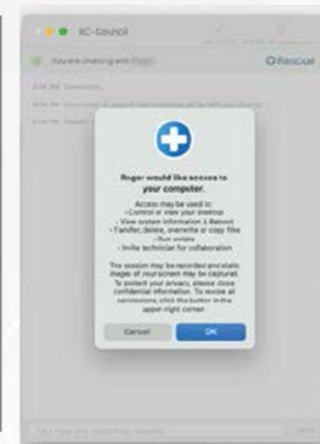 EC-Council
You are chatting with
Rescue
Roger would like access to
your computer.
Access may be used to:
- Control or view your desktop
- View system information & Reboot
- Transfer, delete, overwrite or copy files
- Run scripts
- Invite technician for collaboration
The session may be recorded and static
images of your screen may be captured.
To protect your privacy, please close
confidential information. To revoke all
permissions, click the button in the
upper-right corner.
Cancel
OK